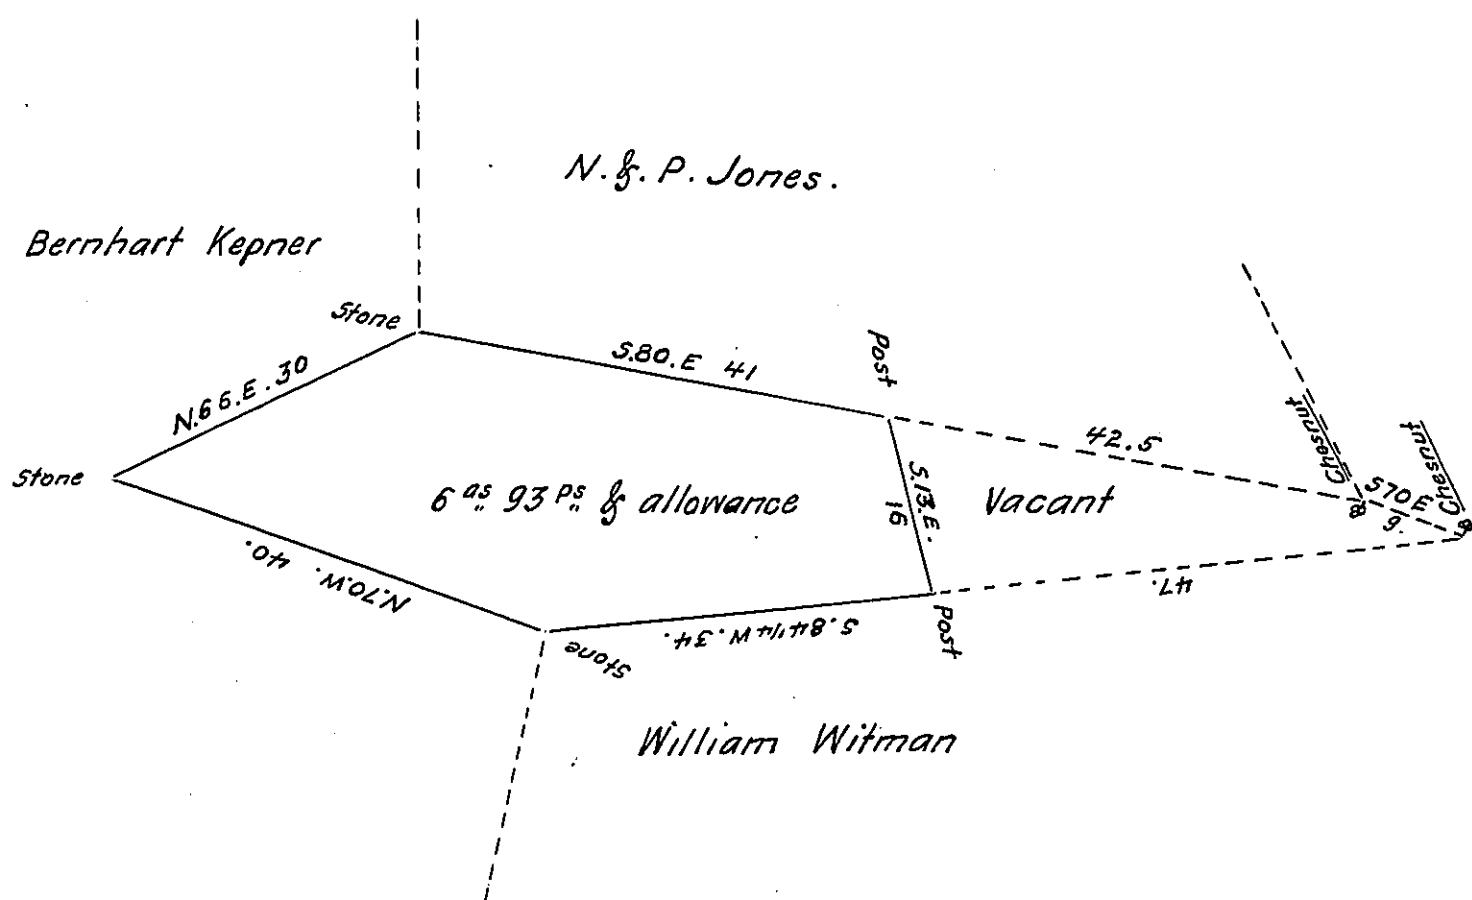 N. & P. Jones.
Bernhart Kepner
Stone
N.66.E.30
S.80.E 41
Post
42.5
Chesnut
Chesnut
S70E
9.
Stone
6 as 93 Ps & allowance
S.13.E.
16
Vacant
N.70.W. 40.
Stone
S.84¼W.34.
Post
47.
William Witman